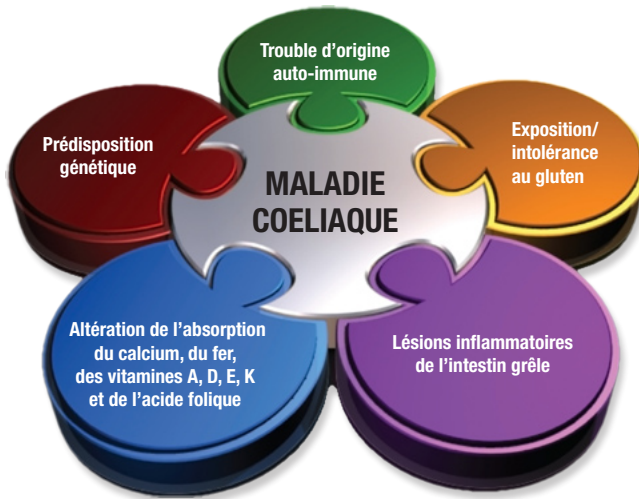 Trouble d'origine
auto-immune
Prédisposition
génétique
Exposition/
intolérance
au gluten
MALADIE
COELIAQUE
Altération de l'absorption
du calcium, du fer,
des vitamines A, D, E, K
et de l'acide folique
Lésions inflammatoires
de l'intestin grêle